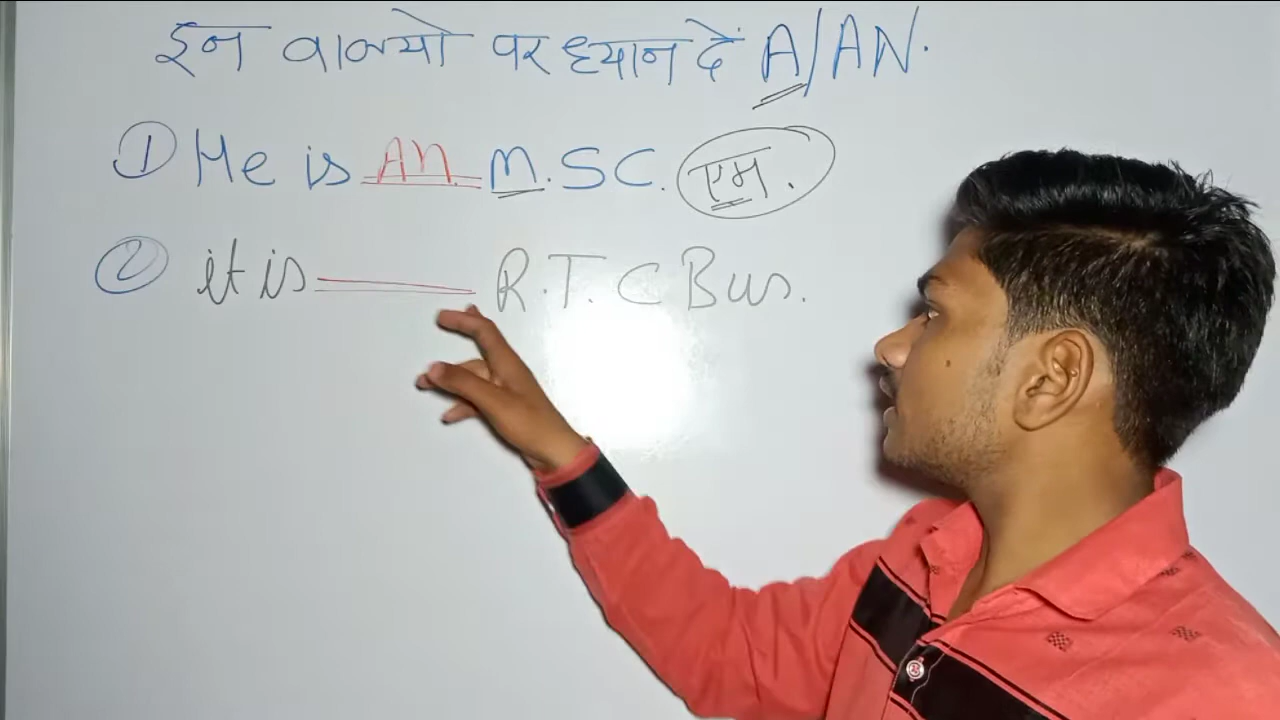 इन वाक्यो पर ध्यान दें A/AN.
① He is AN M.SC. एम.
② it is R.T.C Bus.